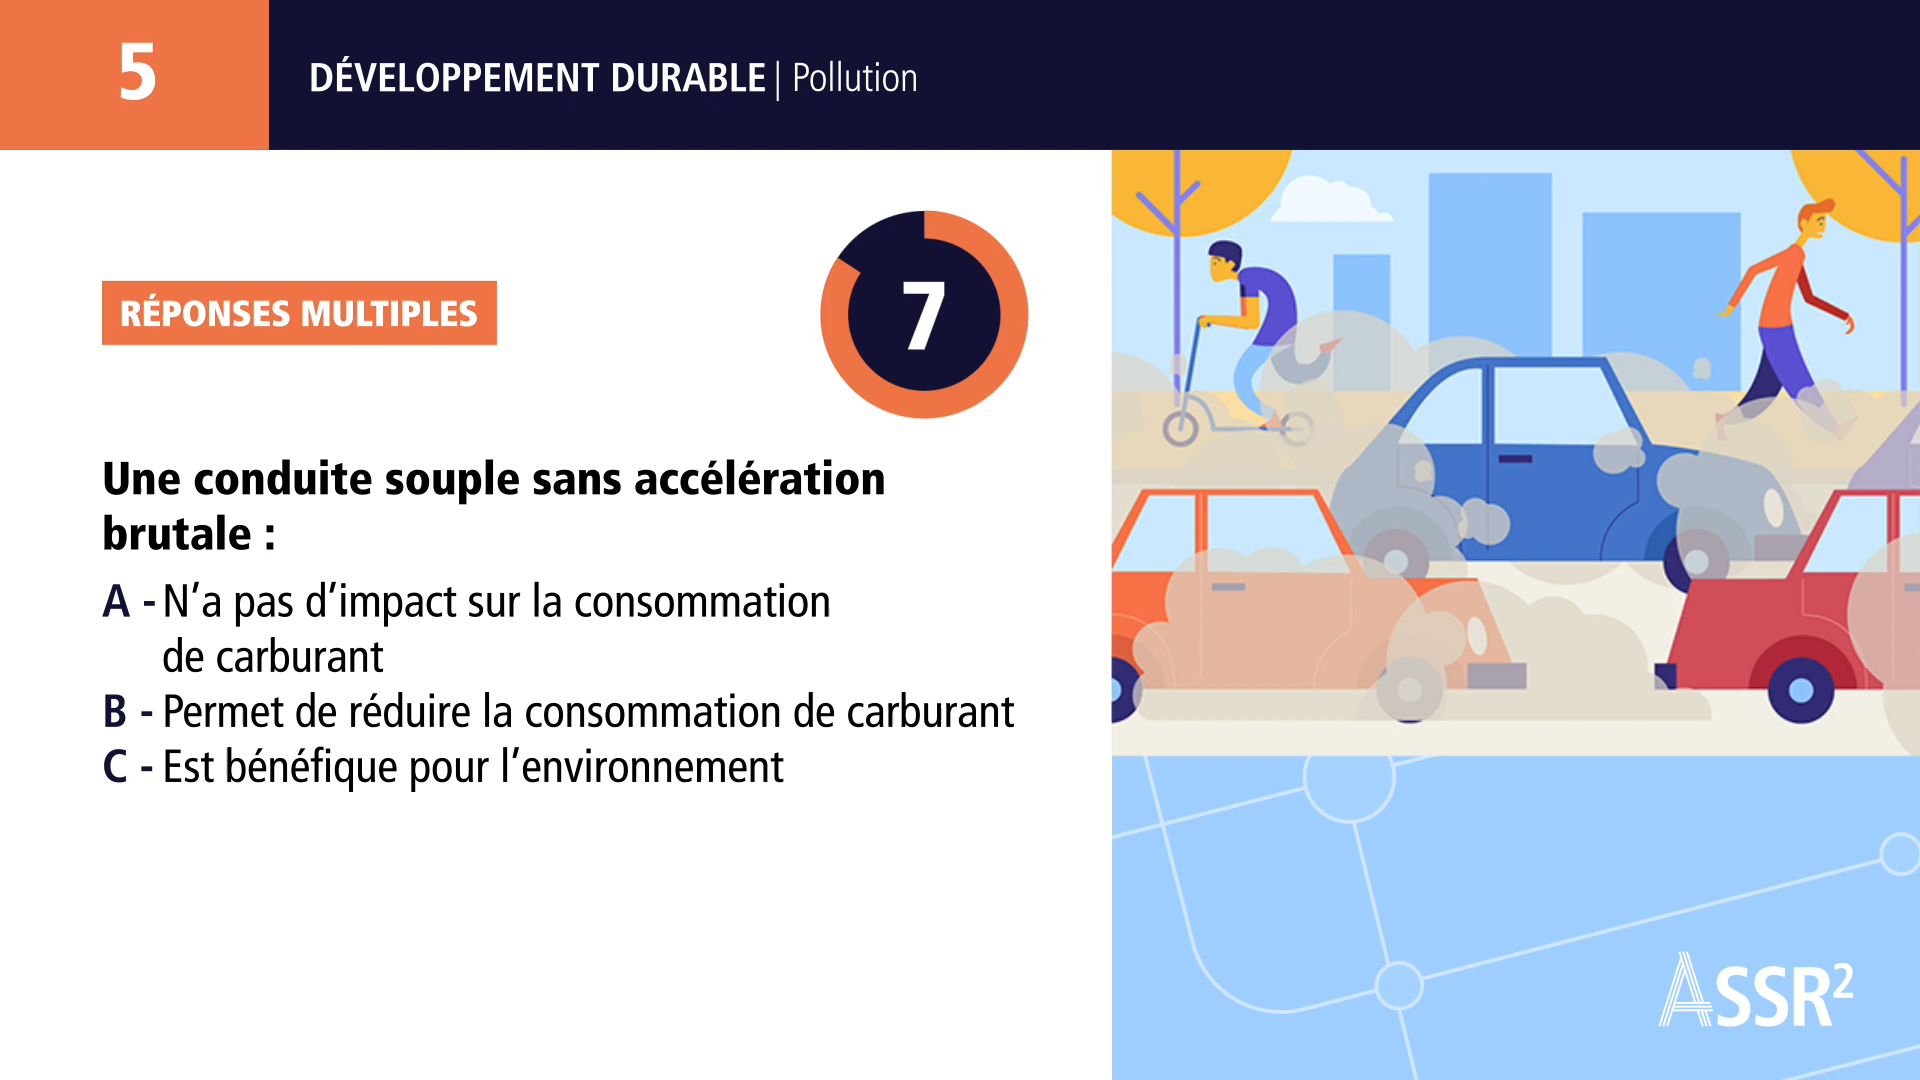 5
DÉVELOPPEMENT DURABLE | Pollution
RÉPONSES MULTIPLES
7
Une conduite souple sans accélération
brutale :
A - N’a pas d’impact sur la consommation
de carburant
B - Permet de réduire la consommation de carburant
C - Est bénéfique pour l’environnement
ASSR²